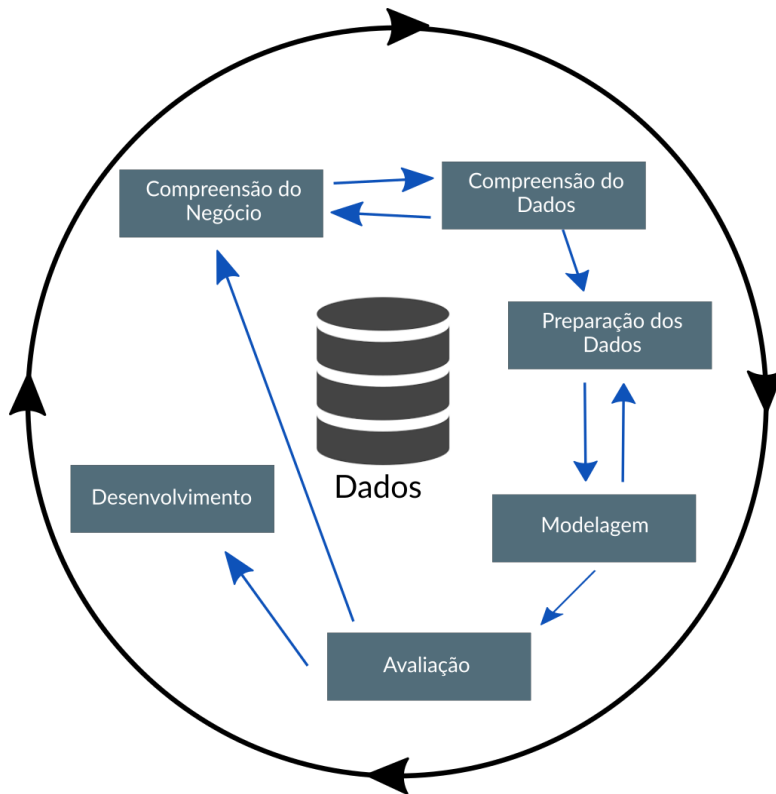 Compreensão do
Negócio
Compreensão do
Dados
Preparação dos
Dados
Dados
Desenvolvimento
Modelagem
Avaliação